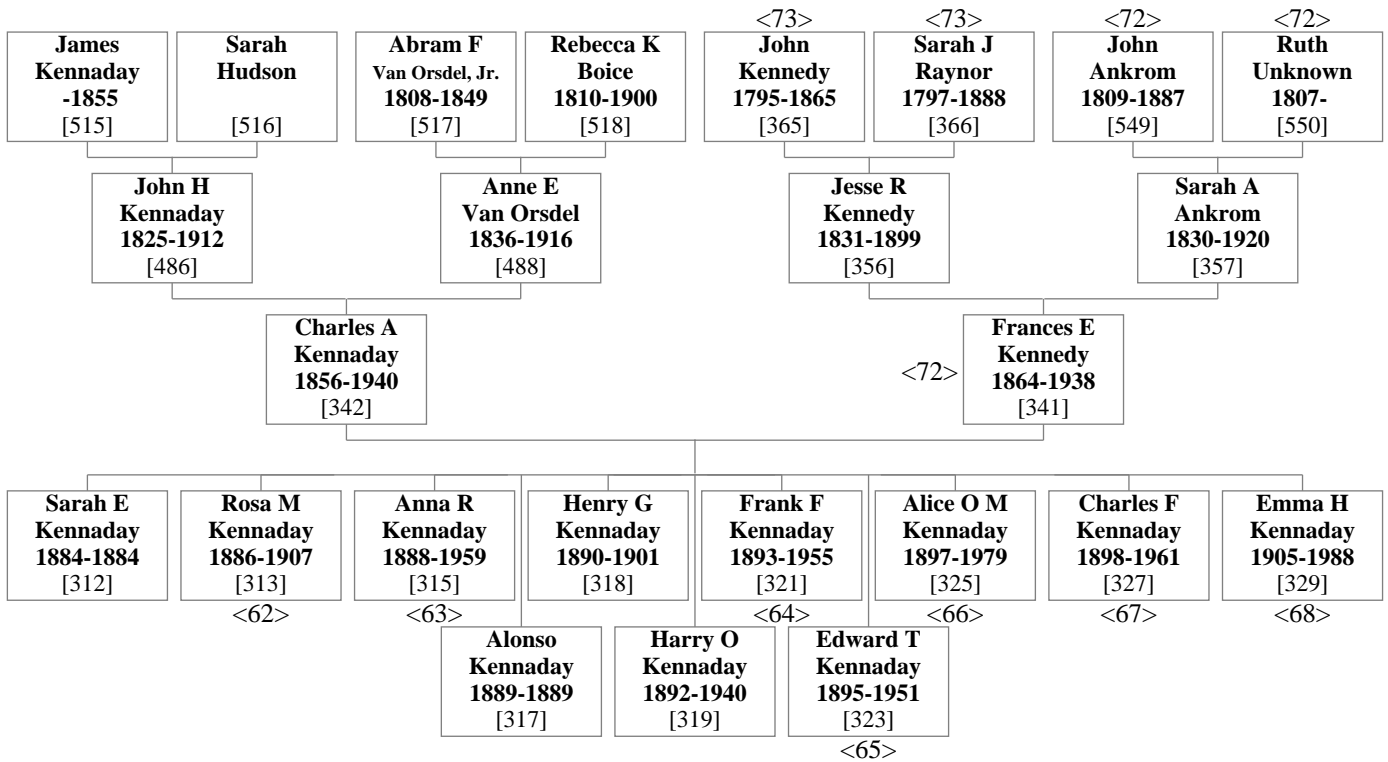 <73>
<73>
<72>
<72>
James
Kennaday
-1855
[515]
Sarah
Hudson
[516]
Abram F
Van Orsdel, Jr.
1808-1849
[517]
Rebecca K
Boice
1810-1900
[518]
John
Kennedy
1795-1865
[365]
Sarah J
Raynor
1797-1888
[366]
John
Ankrom
1809-1887
[549]
Ruth
Unknown
1807-
[550]
John H
Kennaday
1825-1912
[486]
Anne E
Van Orsdel
1836-1916
[488]
Jesse R
Kennedy
1831-1899
[356]
Sarah A
Ankrom
1830-1920
[357]
Charles A
Kennaday
1856-1940
[342]
<72>
Frances E
Kennedy
1864-1938
[341]
Sarah E
Kennaday
1884-1884
[312]
Rosa M
Kennaday
1886-1907
[313]
<62>
Anna R
Kennaday
1888-1959
[315]
<63>
Henry G
Kennaday
1890-1901
[318]
Frank F
Kennaday
1893-1955
[321]
<64>
Alice O M
Kennaday
1897-1979
[325]
<66>
Charles F
Kennaday
1898-1961
[327]
<67>
Emma H
Kennaday
1905-1988
[329]
<68>
Alonso
Kennaday
1889-1889
[317]
Harry O
Kennaday
1892-1940
[319]
Edward T
Kennaday
1895-1951
[323]
<65>